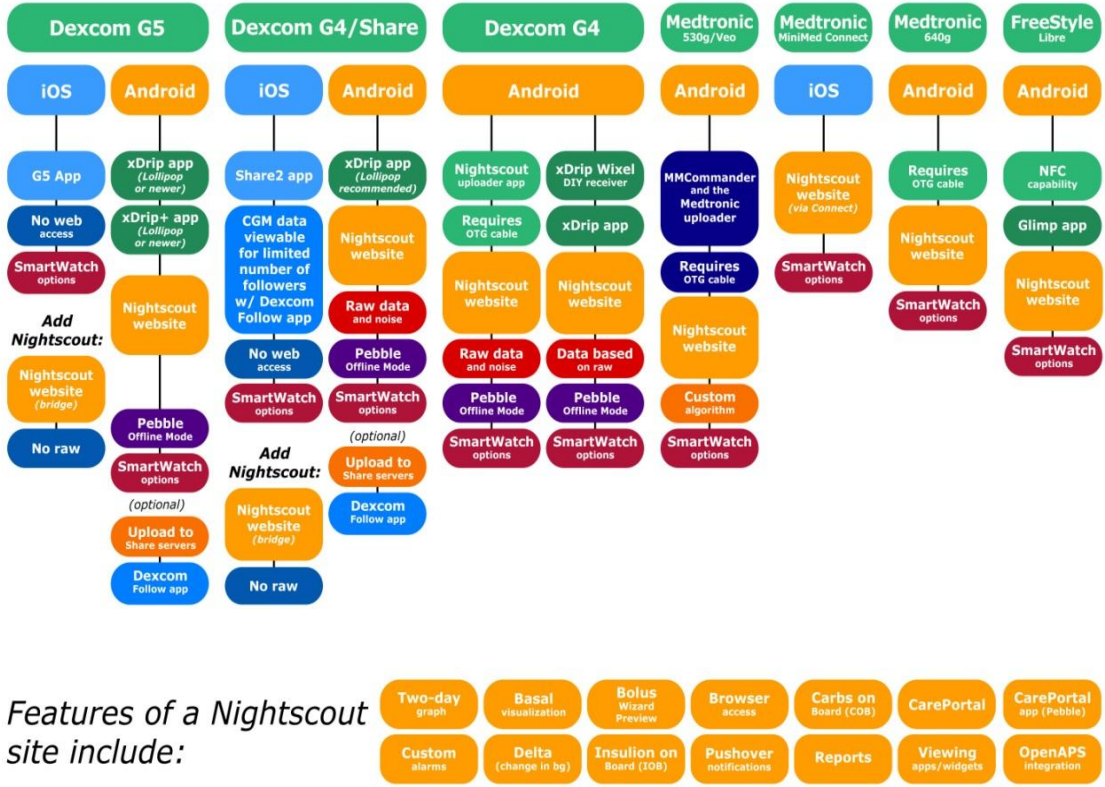 Dexcom G5
iOS
G5 App
No web
access
SmartWatch
options
Add
Nightscout:
Nightscout
website
(bridge)
No raw
Android
xDrip app
(Lollipop
or newer)
xDrip+ app
(Lollipop
or newer)
Nightscout
website
Pebble
Offline Mode
SmartWatch
options
(optional)
Upload to
Share servers
Dexcom
Follow app
Dexcom G4/Share
iOS
Share2 app
CGM data
viewable
for limited
number of
followers
w/ Dexcom
Follow app
No web
access
SmartWatch
options
Add
Nightscout:
Nightscout
website
(bridge)
No raw
Android
xDrip app
(Lollipop
recommended)
Nightscout
website
Raw data
and noise
Pebble
Offline Mode
SmartWatch
options
(optional)
Upload to
Share servers
Dexcom
Follow app
Dexcom G4
Android
Nightscout
uploader app
Requires
OTG cable
Nightscout
website
Raw data
and noise
Pebble
Offline Mode
SmartWatch
options
xDrip Wixel
DIY receiver
xDrip app
Nightscout
website
Data based
on raw
Pebble
Offline Mode
SmartWatch
options
Medtronic
530g/Veo
Android
MMCommander
and the
Medtronic
uploader
Requires
OTG cable
Nightscout
website
Custom
algorithm
SmartWatch
options
Medtronic
MiniMed Connect
iOS
Nightscout
website
(via Connect)
SmartWatch
options
Medtronic
640g
Android
Requires
OTG cable
Nightscout
website
SmartWatch
options
FreeStyle
Libre
Android
NFC
capability
Glimp app
Nightscout
website
SmartWatch
options
Features of a Nightscout
site include:
Two-day
graph
Basal
visualization
Bolus
Wizard
Preview
Browser
access
Carbs on
Board (COB)
CarePortal
CarePortal
app (Pebble)
Custom
alarms
Delta
(change in bg)
Insulion on
Board (IOB)
Pushover
notifications
Reports
Viewing
apps/widgets
OpenAPS
integration